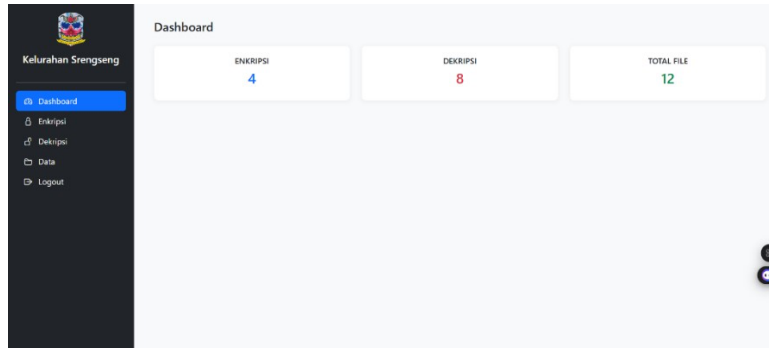 Kelurahan Srengseng
Dashboard
Enkripsi
Dekripsi
Data
Logout
Dashboard
ENKRIPSI
4
DEKRIPSI
8
TOTAL FILE
12